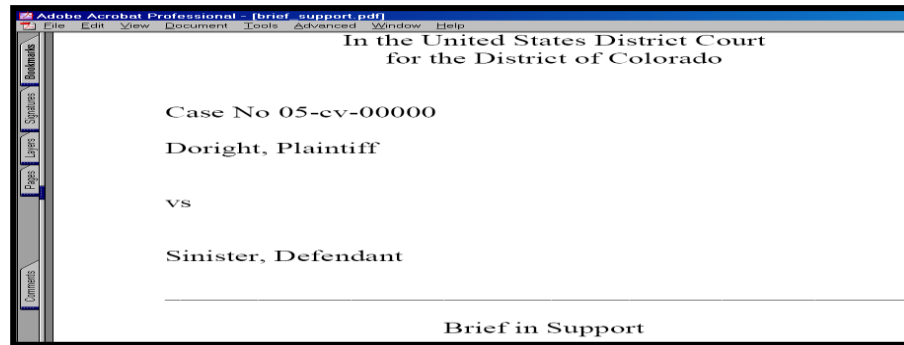 Adobe Acrobat Professional - [brief_support.pdf]
File Edit View Document Tools Advanced Window Help
In the United States District Court
for the District of Colorado
Bookmarks
Case No 05-cv-00000
Signatures
Doright, Plaintiff
Layers
Pages
vs
Sinister, Defendant
Comments
Brief in Support